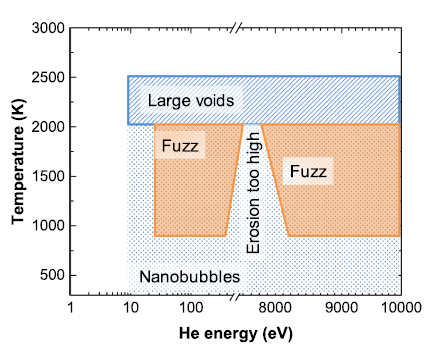 3000
2500
2000
1500
1000
500
Temperature (K)
Large voids
Fuzz
Erosion too high
Fuzz
Nanobubbles
1
10
100
8000
9000
10000
He energy (eV)